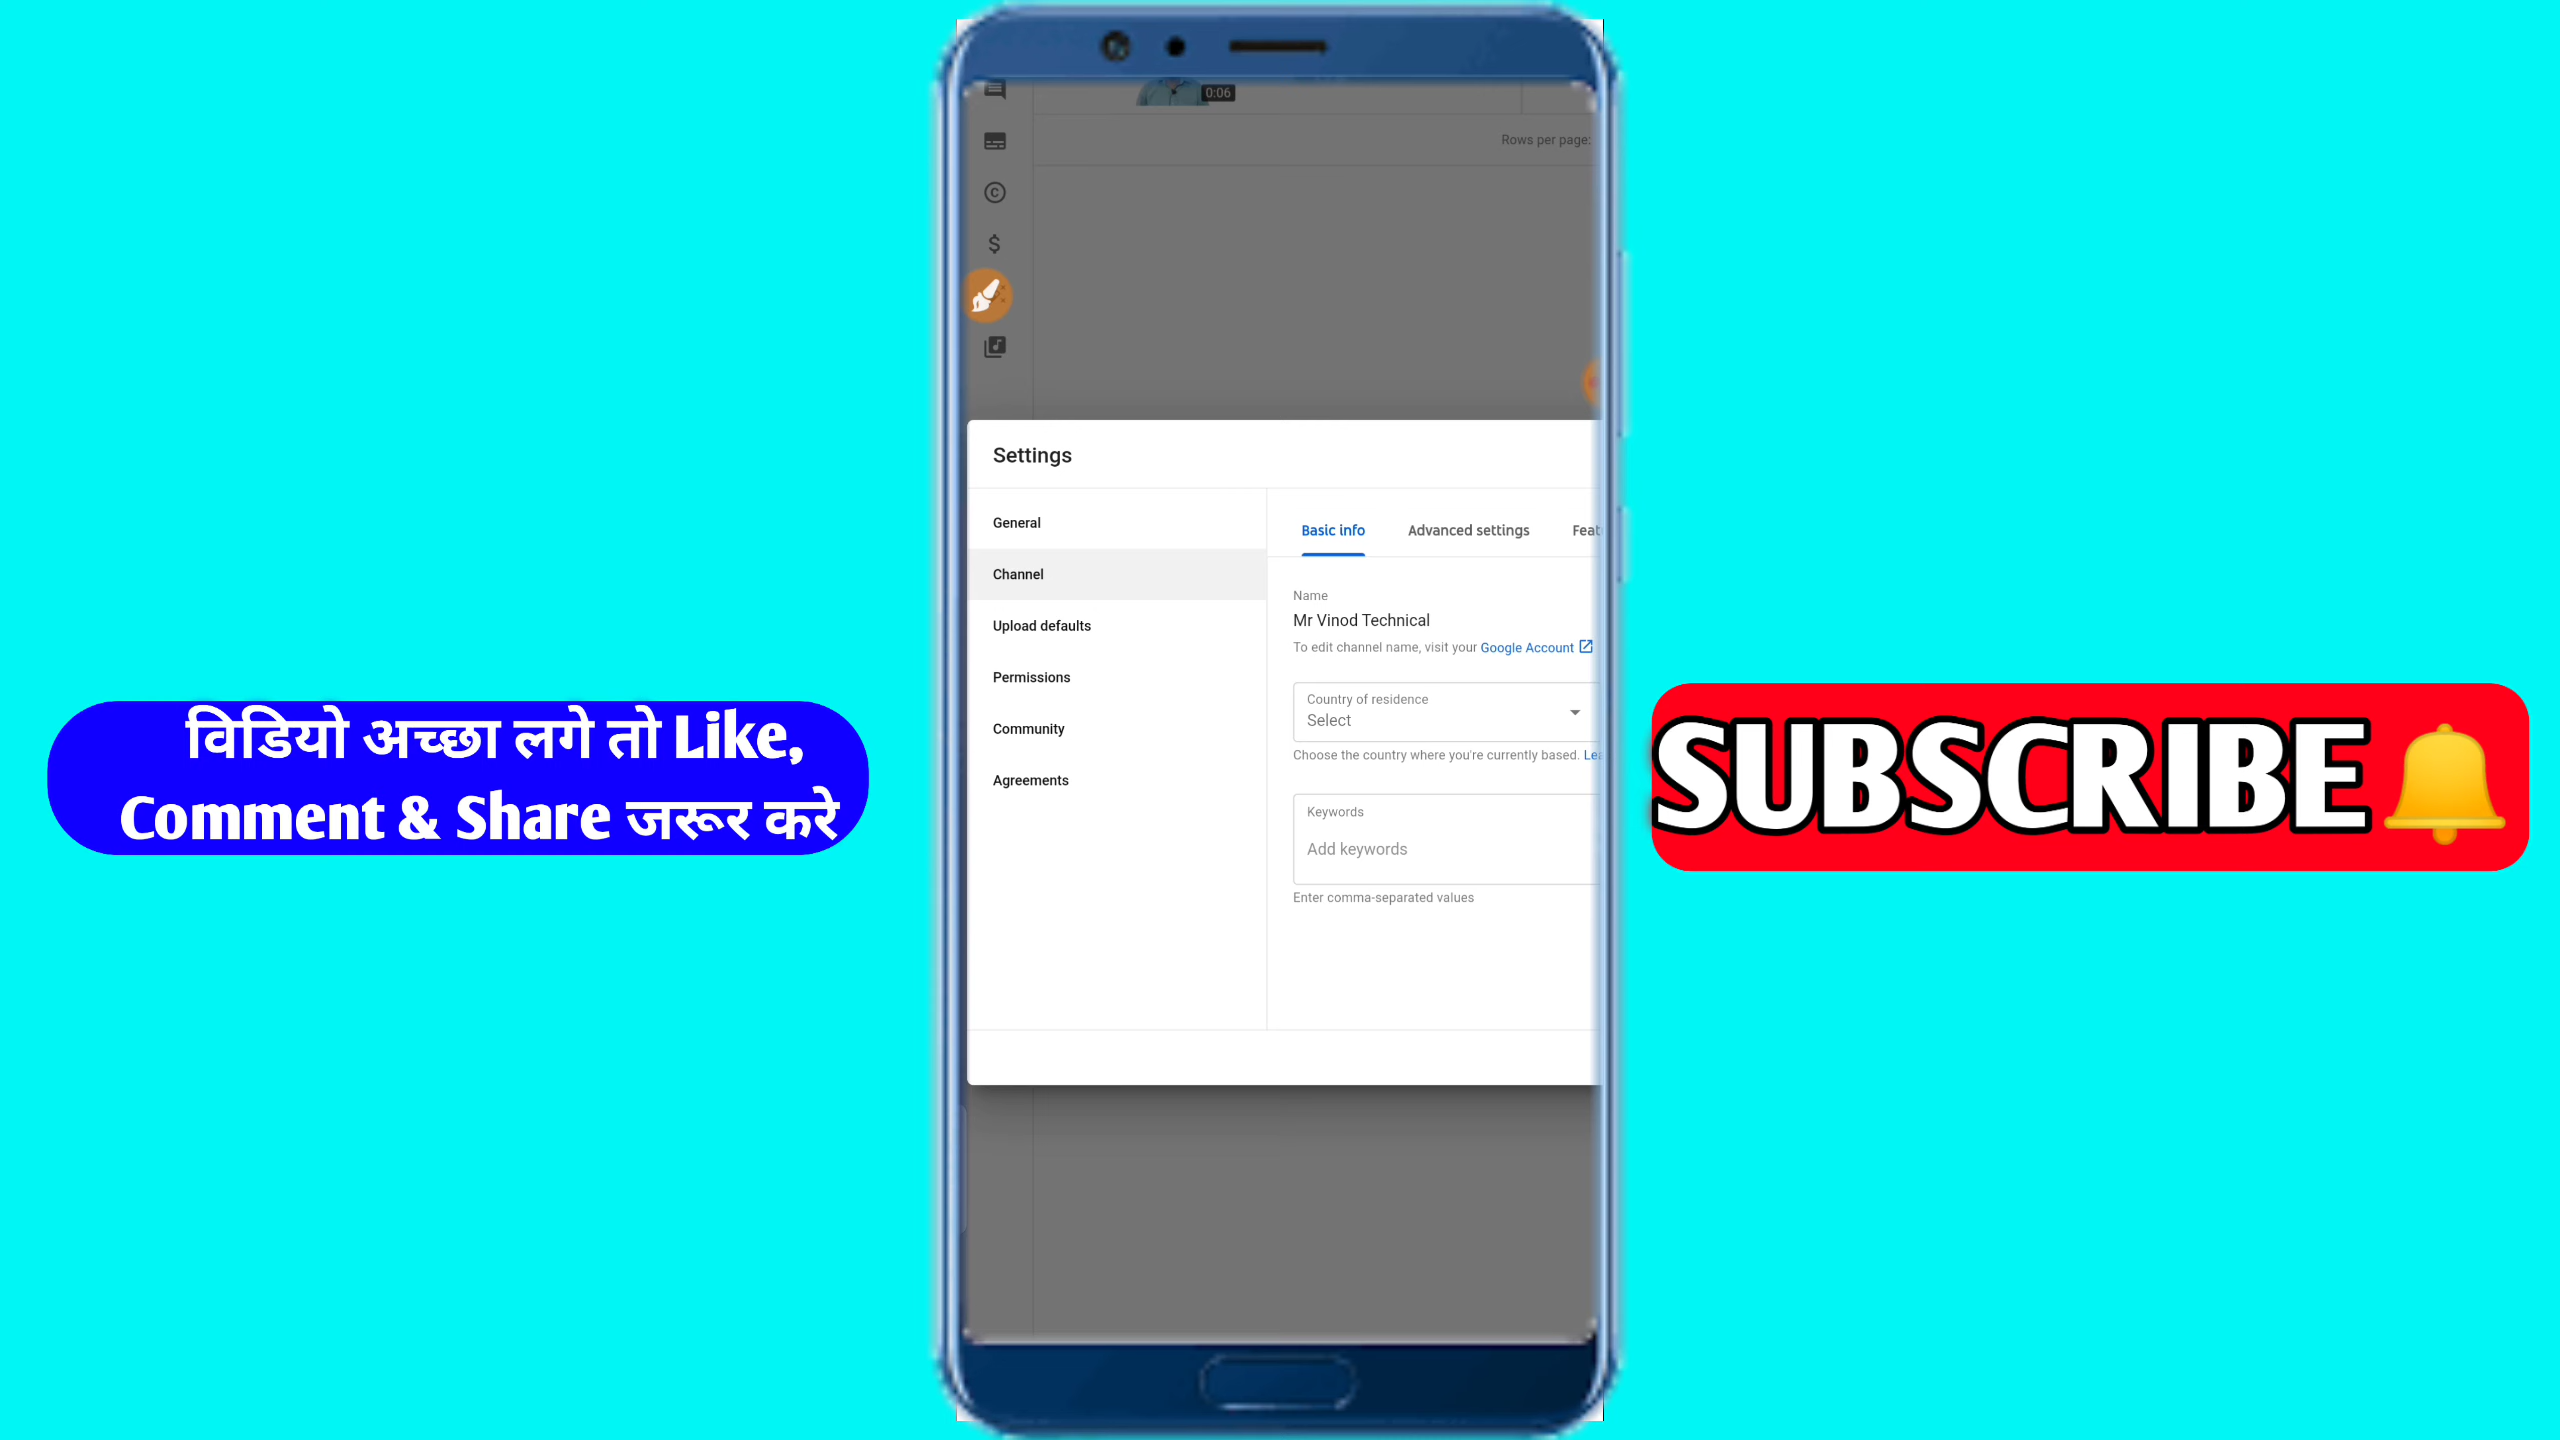 0:06
Rows per page:
Settings
General
Channel
Upload defaults
Permissions
Community
Agreements
Basic info
Advanced settings
Name
Mr Vinod Technical
To edit channel name, visit your Google Account
Country of residence
Select
Choose the country where you're currently based.
Keywords
Add keywords
Enter comma-separated values
विडियो अच्छा लगे तो Like,
Comment & Share जरूर करे
SUBSCRIBE